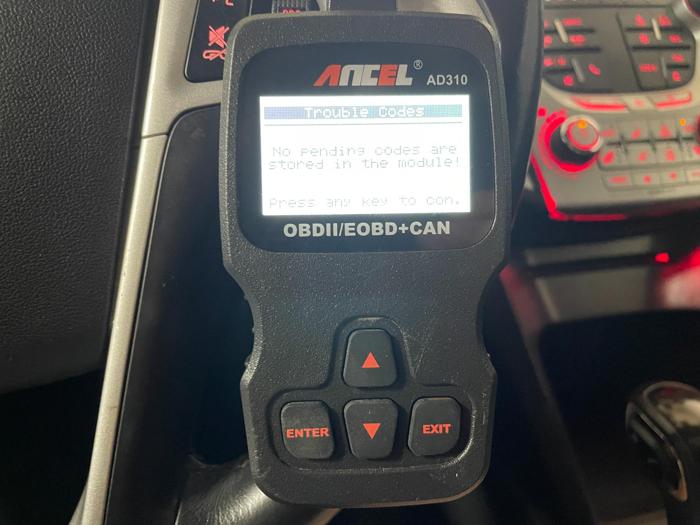 ANCEL®
AD310
Trouble Codes
No pending codes are
stored in the module!
Press any key to con.
OBDII/EOBD+CAN
ENTER
EXIT